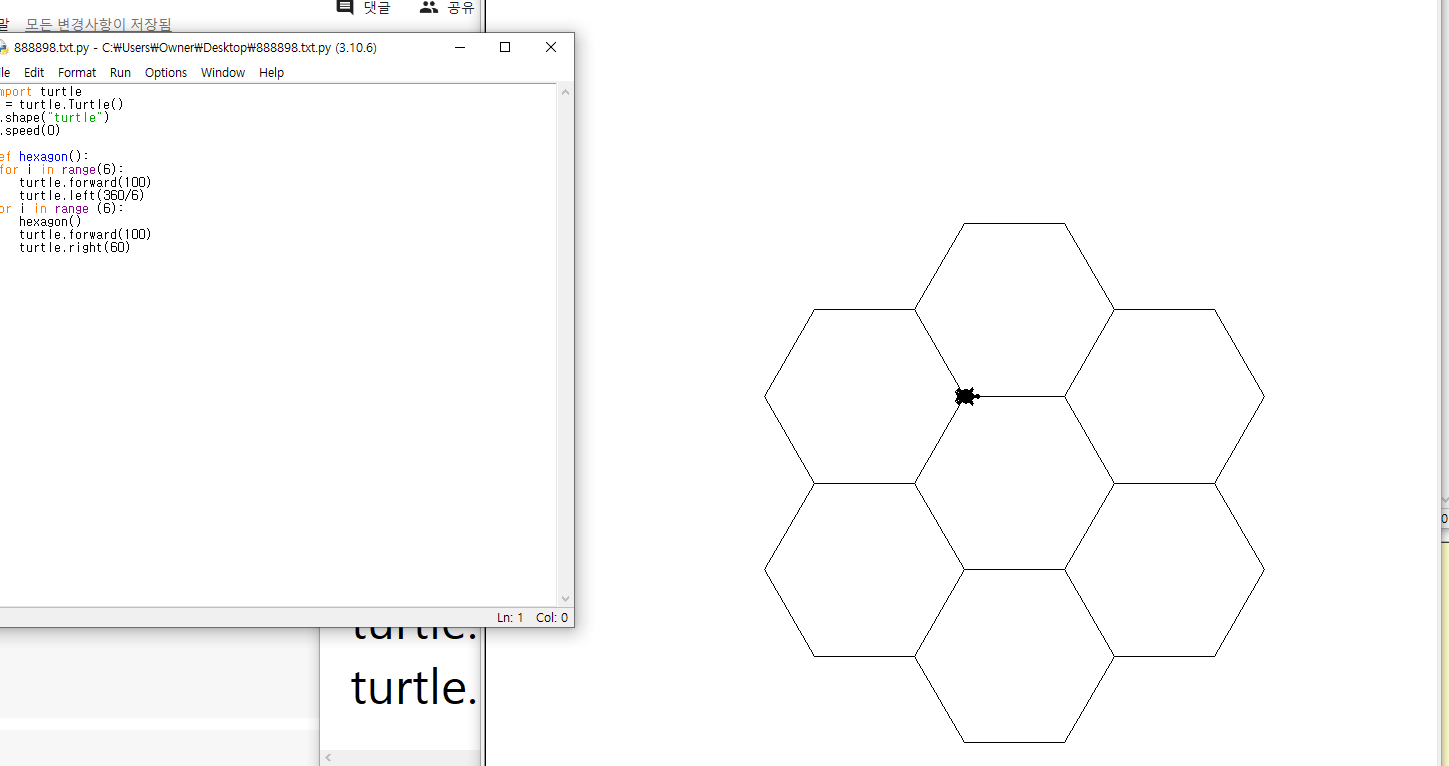 댓글 공유
말 모든 변경사항이 저장됨
888898.txt.py - C:₩Users₩Owner₩Desktop₩888898.txt.py (3.10.6)
le Edit Format Run Options Window Help
mport turtle
= turtle.Turtle()
.shape("turtle")
.speed(0)
ef hexagon():
for i in range(6):
turtle.forward(100)
turtle.left(360/6)
or i in range (6):
hexagon()
turtle.forward(100)
turtle.right(60)
0
Ln: 1 Col: 0
turtle.
turtle.